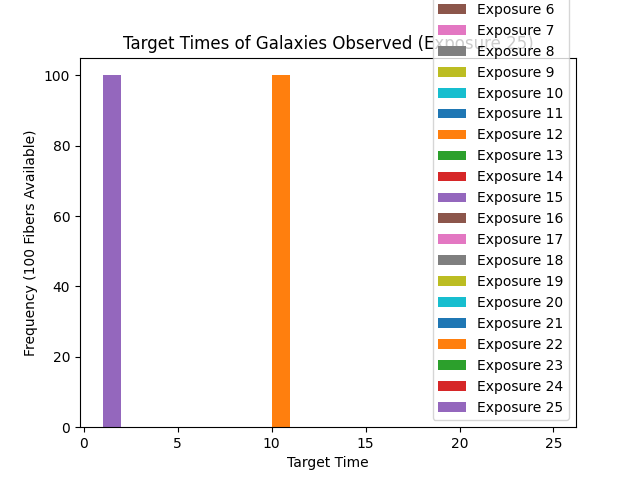 Target Times of Galaxies Observed (Exposure 25)
Frequency (100 Fibers Available)
100
80
60
40
20
0
0 5 10 15 20 25
Target Time
Exposure 6
Exposure 7
Exposure 8
Exposure 9
Exposure 10
Exposure 11
Exposure 12
Exposure 13
Exposure 14
Exposure 15
Exposure 16
Exposure 17
Exposure 18
Exposure 19
Exposure 20
Exposure 21
Exposure 22
Exposure 23
Exposure 24
Exposure 25